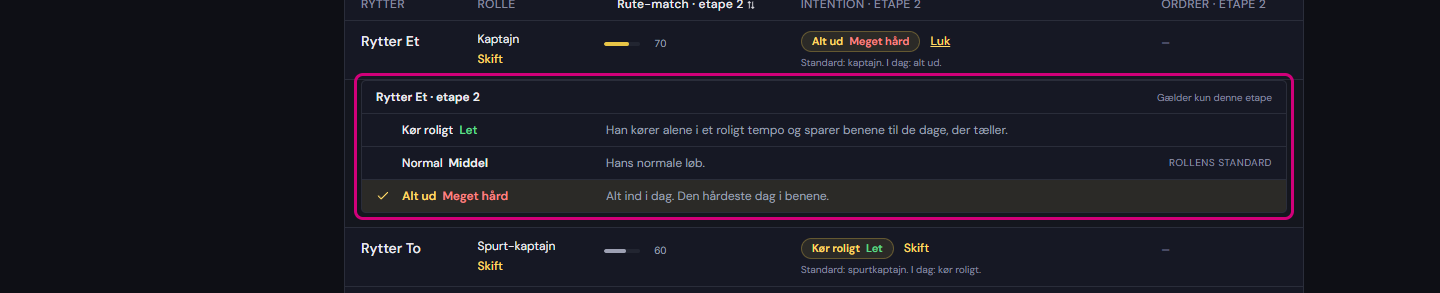 RYTTER ROLLE Rute-match · etape 2 ⇅ INTENTION · ETAPE 2 ORDRER · ETAPE 2
Rytter Et Kaptajn 70 Alt ud Meget hård Luk –
Skift Standard: kaptajn. I dag: alt ud.
Rytter Et · etape 2 Gælder kun denne etape
Kør roligt Let Han kører alene i et roligt tempo og sparer benene til de dage, der tæller.
Normal Middel Hans normale løb. ROLLENS STANDARD
Alt ud Meget hård Alt ind i dag. Den hårdeste dag i benene.
Rytter To Spurt-kaptajn 60 Kør roligt Let Skift –
Skift Standard: spurtkaptajn. I dag: kør roligt.